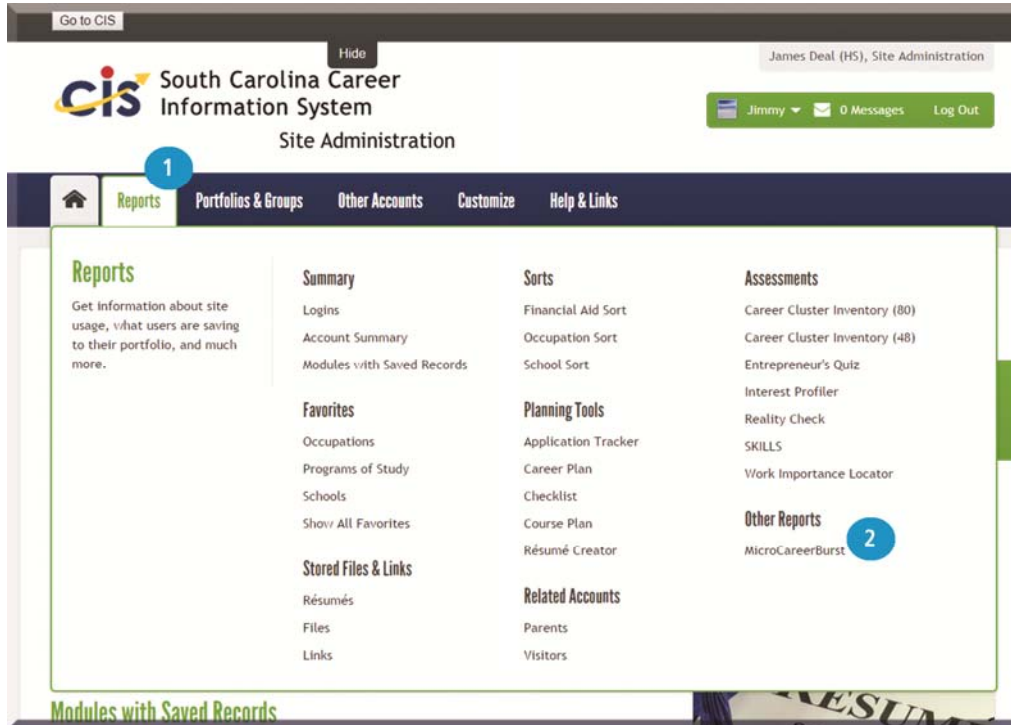 Go to CIS
Hide
James Deal (HS), Site Administration
cis South Carolina Career
Information System
Site Administration
Jimmy 0 Messages Log Out
1
Reports Portfolios & Groups Other Accounts Customize Help & Links
Reports
Get information about site
usage, what users are saving
to their portfolio, and much
more.
Summary
Logins
Account Summary
Modules with Saved Records
Favorites
Occupations
Programs of Study
Schools
Show All Favorites
Stored Files & Links
Résumés
Files
Links
Sorts
Financial Aid Sort
Occupation Sort
School Sort
Planning Tools
Application Tracker
Career Plan
Checklist
Course Plan
Résumé Creator
Related Accounts
Parents
Visitors
Assessments
Career Cluster Inventory (80)
Career Cluster Inventory (48)
Entrepreneur's Quiz
Interest Profiler
Reality Check
SKILLS
Work Importance Locator
Other Reports
2
MicroCareerBurst
Modules with Saved Records
RESUM